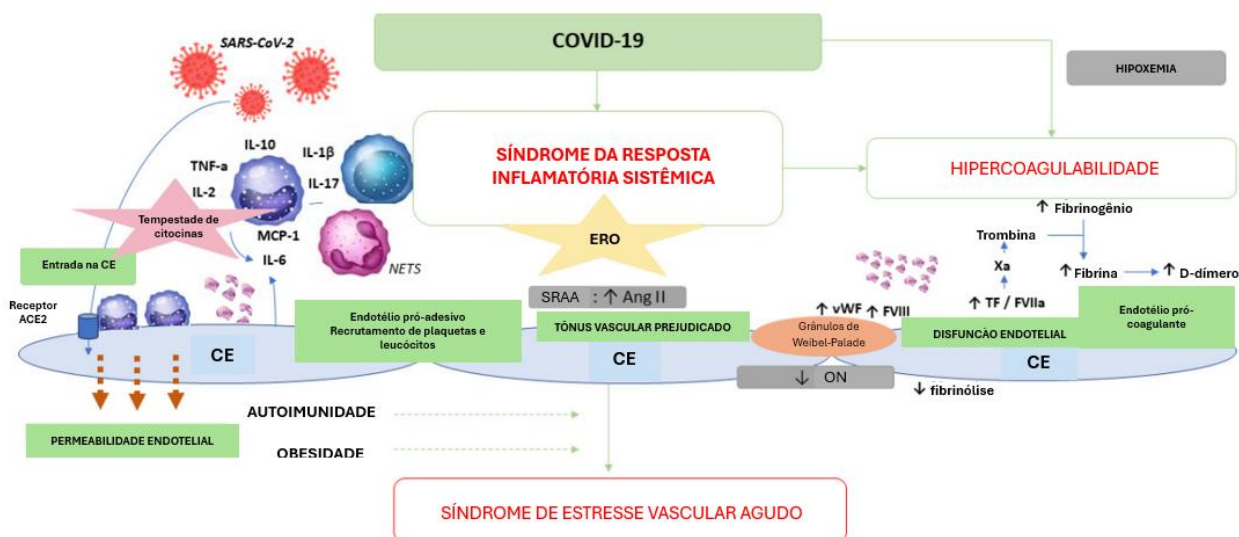 COVID-19
SARS-CoV-2
HIPOXEMIA
IL-10
TNF-a
IL-1β
IL-2
IL-17
Tempestade de
citocinas
MCP-1
IL-6
NETS
SÍNDROME DA RESPOSTA
INFLAMATÓRIA SISTÊMICA
HIPERCOAGULABILIDADE
ERO
↑ Fibrinogênio
Trombina
Xa
↑ Fibrina
↑ D-dímero
Entrada na CE
Receptor
ACE2
SRAA : ↑ Ang II
↑ vWF ↑ FVIII
↑ TF / FVIIa
Endotélio pró-adesivo
Recrutamento de plaquetas e
leucócitos
TÔNUS VASCULAR PREJUDICADO
Grânulos de
Weibel-Palade
DISFUNCÃO ENDOTELIAL
Endotélio pró-
coagulante
CE
CE
CE
↓ ON
↓ fibrinólise
PERMEABILIDADE ENDOTELIAL
AUTOIMUNIDADE
OBESIDADE
SÍNDROME DE ESTRESSE VASCULAR AGUDO